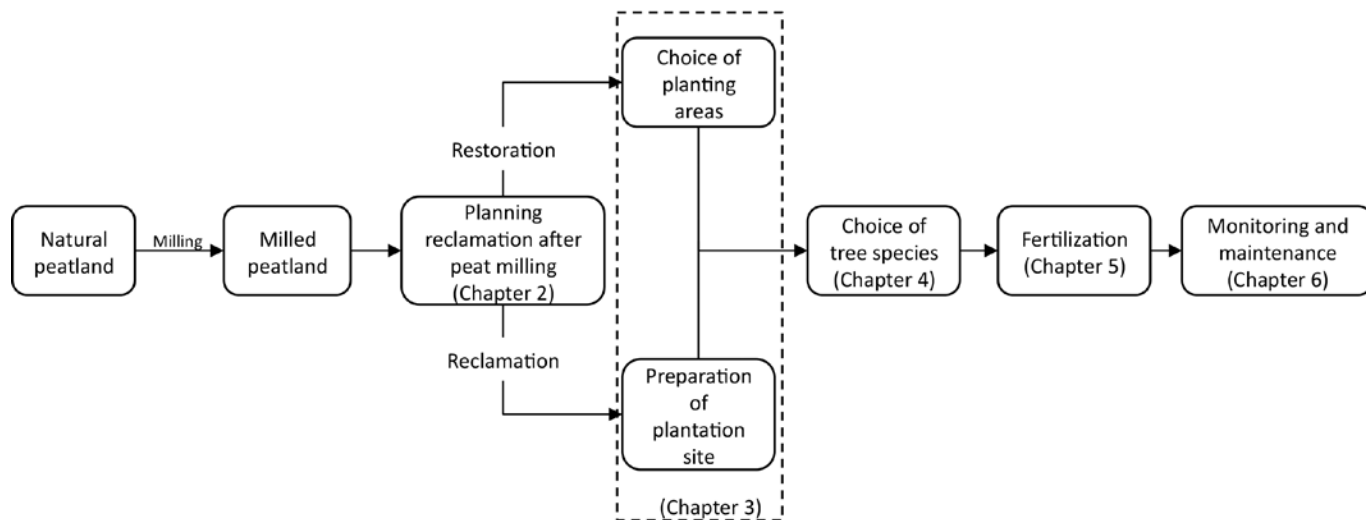 Natural
peatland
Milling
Milled
peatland
Planning
reclamation after
peat milling
(Chapter 2)
Restoration
Reclamation
Choice of
planting
areas
Preparation
of
plantation
site
(Chapter 3)
Choice of
tree species
(Chapter 4)
Fertilization
(Chapter 5)
Monitoring and
maintenance
(Chapter 6)